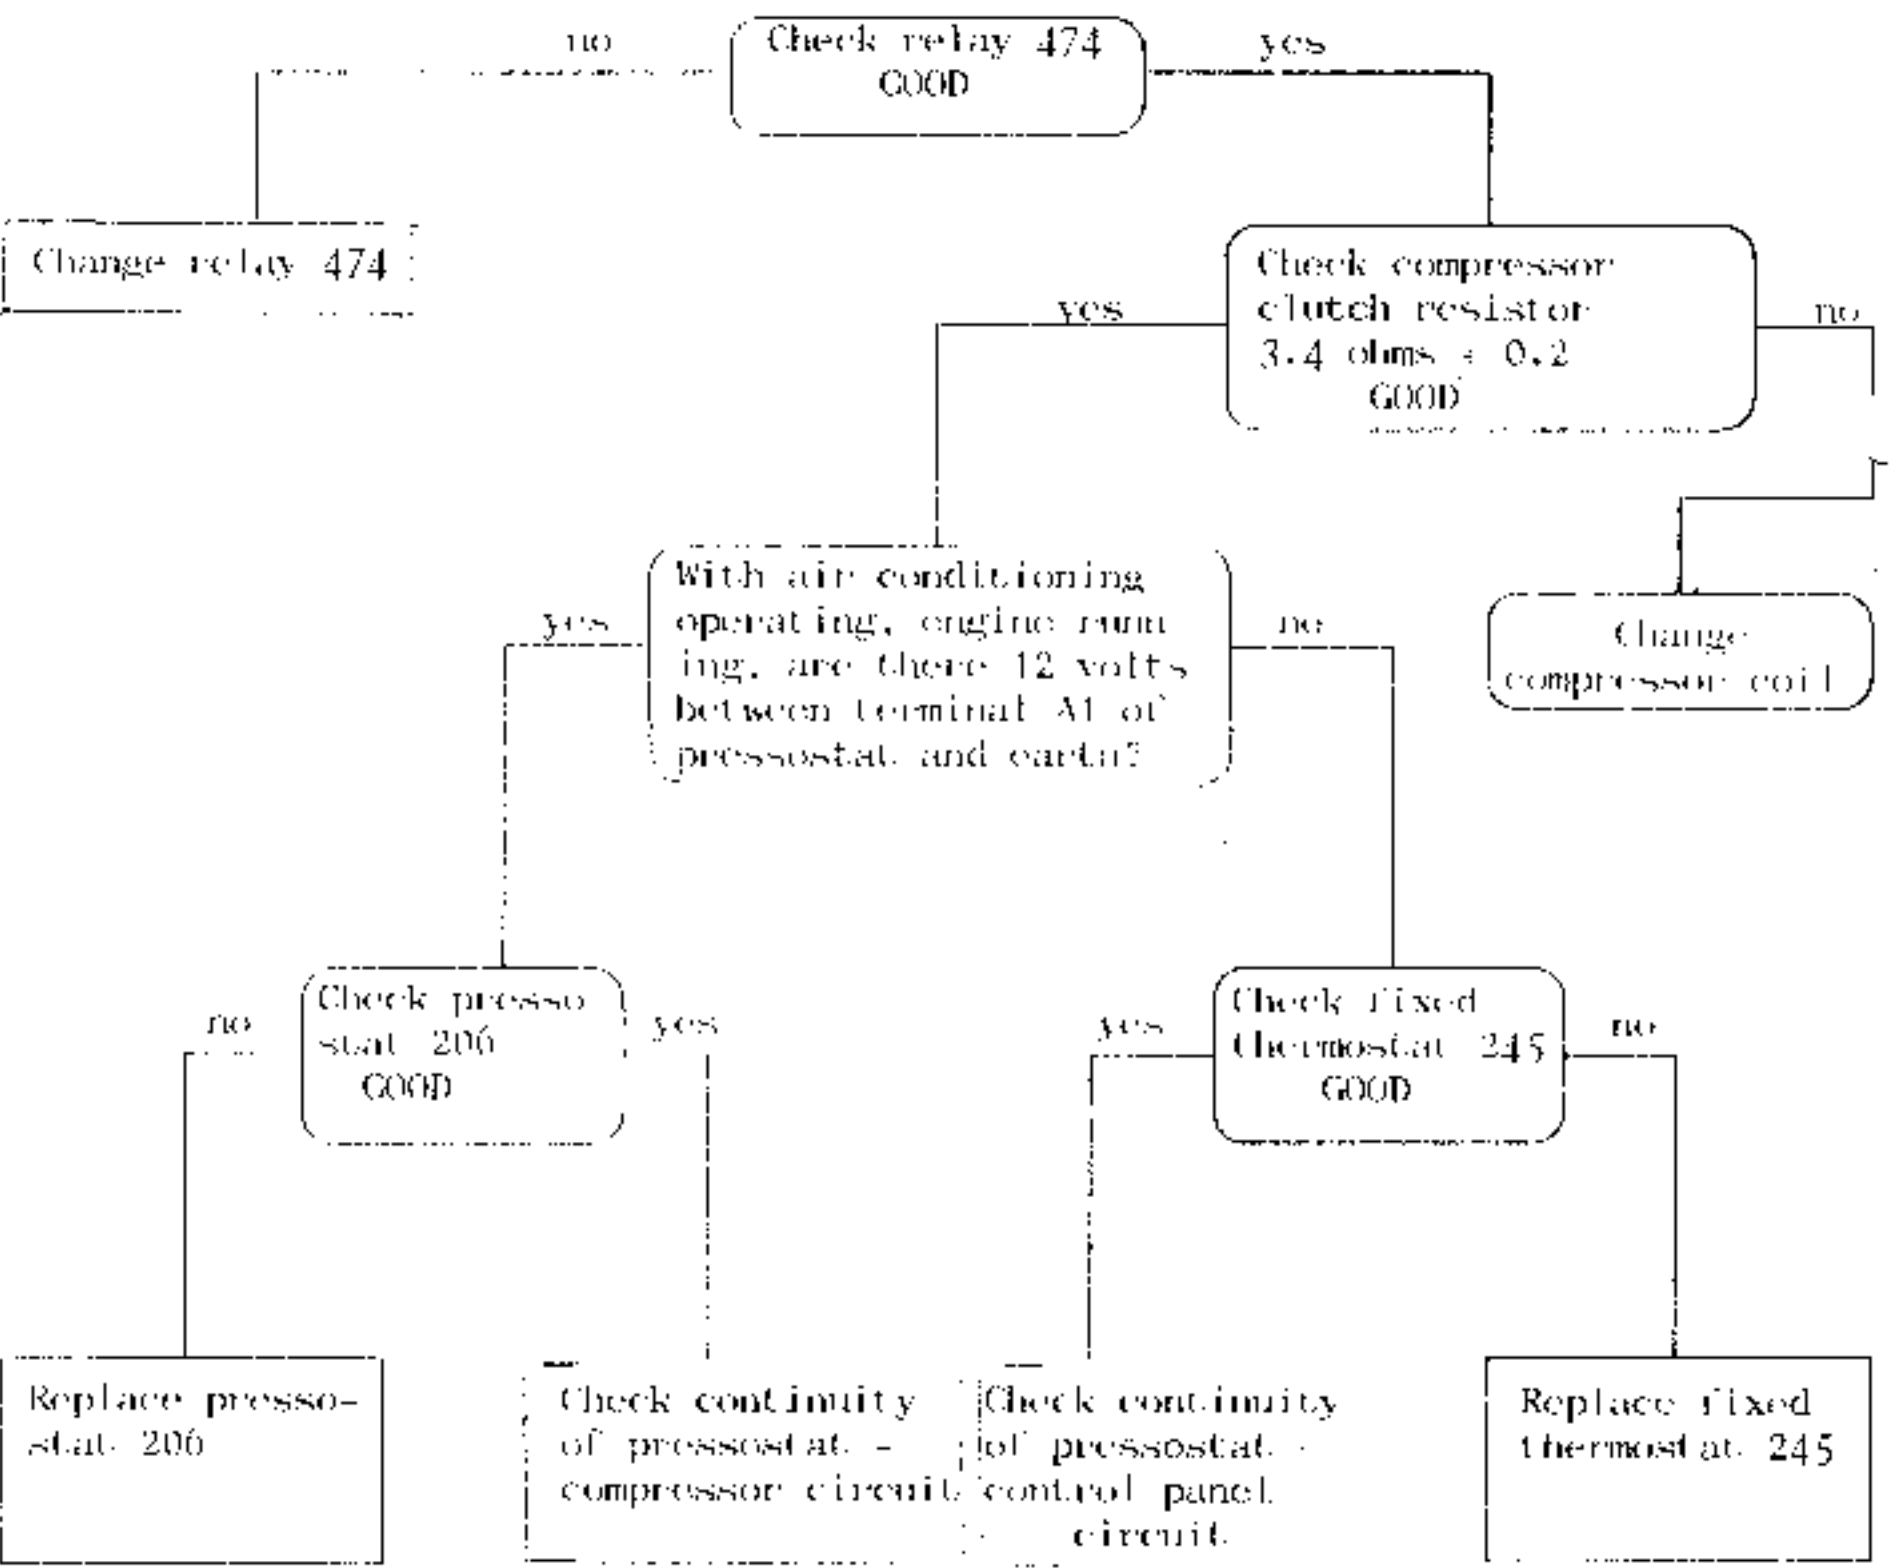 no
Check relay 474
GOOD
yes
Change relay 474
yes
Check compressor
clutch resistor
3.4 ohms ± 0.2
GOOD
no
With air conditioning
operating, engine runn
ing, are there 12 volts
between terminal A1 of
pressostat and earth?
yes
no
Change
compressor coil
no
Check presso
stat 206
GOOD
yes
yes
Check fixed
thermostat 245
GOOD
no
Replace presso-
stat 206
Check continuity
of pressostat -
compressor circuit
Check continuity
of pressostat -
control panel
circuit
Replace fixed
thermostat 245